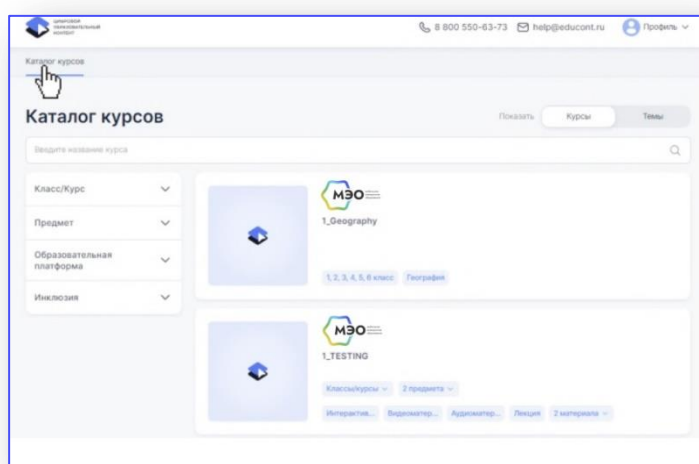 ЦИФРОВОЙ
ОБРАЗОВАТЕЛЬНЫЙ
КОНТЕНТ
8 800 550-63-73 help@educont.ru Профиль
Каталог курсов
Каталог курсов
Показать Курсы Темы
Введите название курса
Класс/Курс
Предмет
Образовательная
платформа
Инклюзия
МЭО
1_Geography
1, 2, 3, 4, 5, 6 класс География
МЭО
1_TESTING
Классы/курсы 2 предмета
Интерактив... Видеоматер... Аудиоматер... Лекция 2 материала